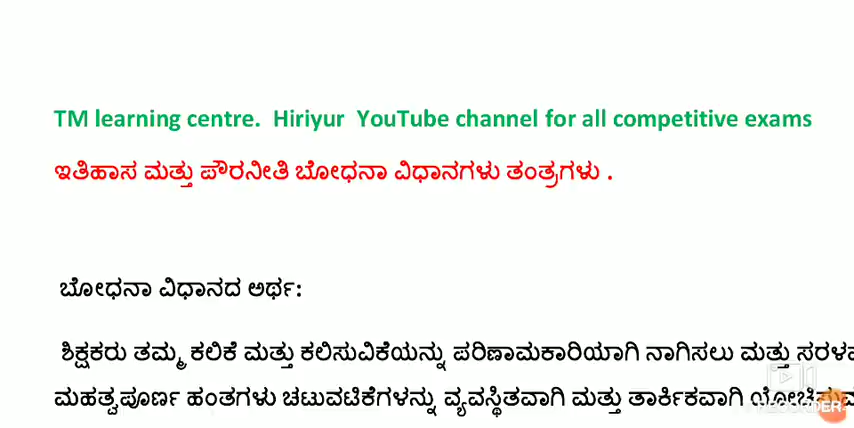 TM learning centre. Hiriyur YouTube channel for all competitive exams
ಇತಿಹಾಸ ಮತ್ತು ಪೌರನೀತಿ ಬೋಧನಾ ವಿಧಾನಗಳು ತಂತ್ರಗಳು .
ಬೋಧನಾ ವಿಧಾನದ ಅರ್ಥ:
ಶಿಕ್ಷಕರು ತಮ್ಮ ಕಲಿಕೆ ಮತ್ತು ಕಲಿಸುವಿಕೆಯನ್ನು ಪರಿಣಾಮಕಾರಿಯಾಗಿ ನಾಗಿಸಲು ಮತ್ತು
ಮಹತ್ವಪೂರ್ಣ ಹಂತಗಳು ಚಟುವಟಿಕೆಗಳನ್ನು ವ್ಯವಸ್ಥಿತವಾಗಿ ಮತ್ತು ತಾರ್ಕಿಕವಾಗಿ
RECORDER